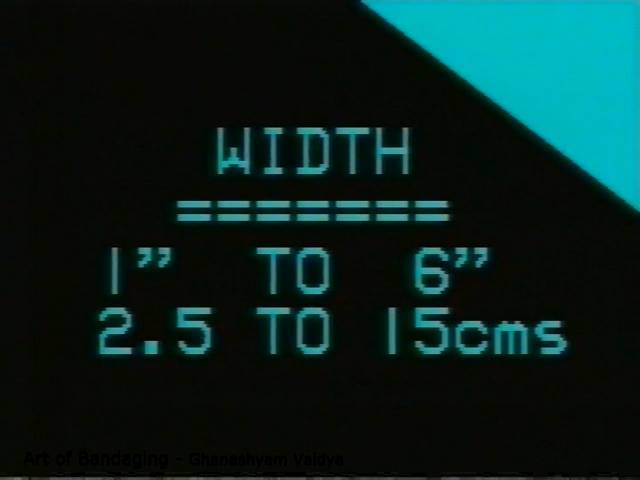 WIDTH
=======
1” TO 6”
2.5 TO 15cms
Art of Bandaging - Ghanashyam Vaidya